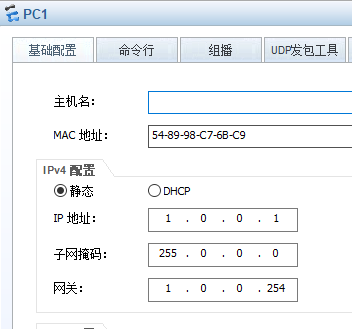 PC1
基础配置 命令行 组播 UDP发包工具
主机名：
MAC 地址： 54-89-98-C7-6B-C9
IPv4 配置
静态 DHCP
IP 地址： 1 . 0 . 0 . 1
子网掩码： 255 . 0 . 0 . 0
网关： 1 . 0 . 0 . 254